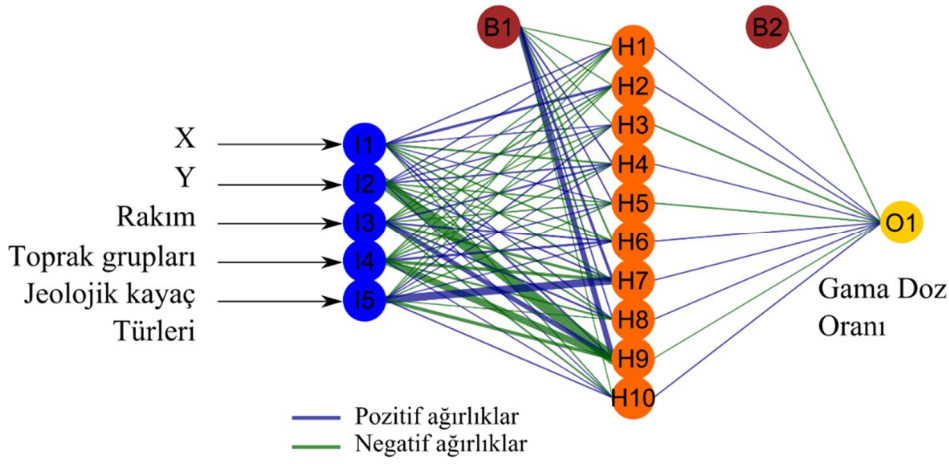 B1
B2
X
Y
Rakım
Toprak grupları
Jeolojik kayaç
Türleri
I1
I2
I3
I4
I5
H1
H2
H3
H4
H5
H6
H7
H8
H9
H10
O1
Gama Doz
Oranı
Pozitif ağırlıklar
Negatif ağırlıklar